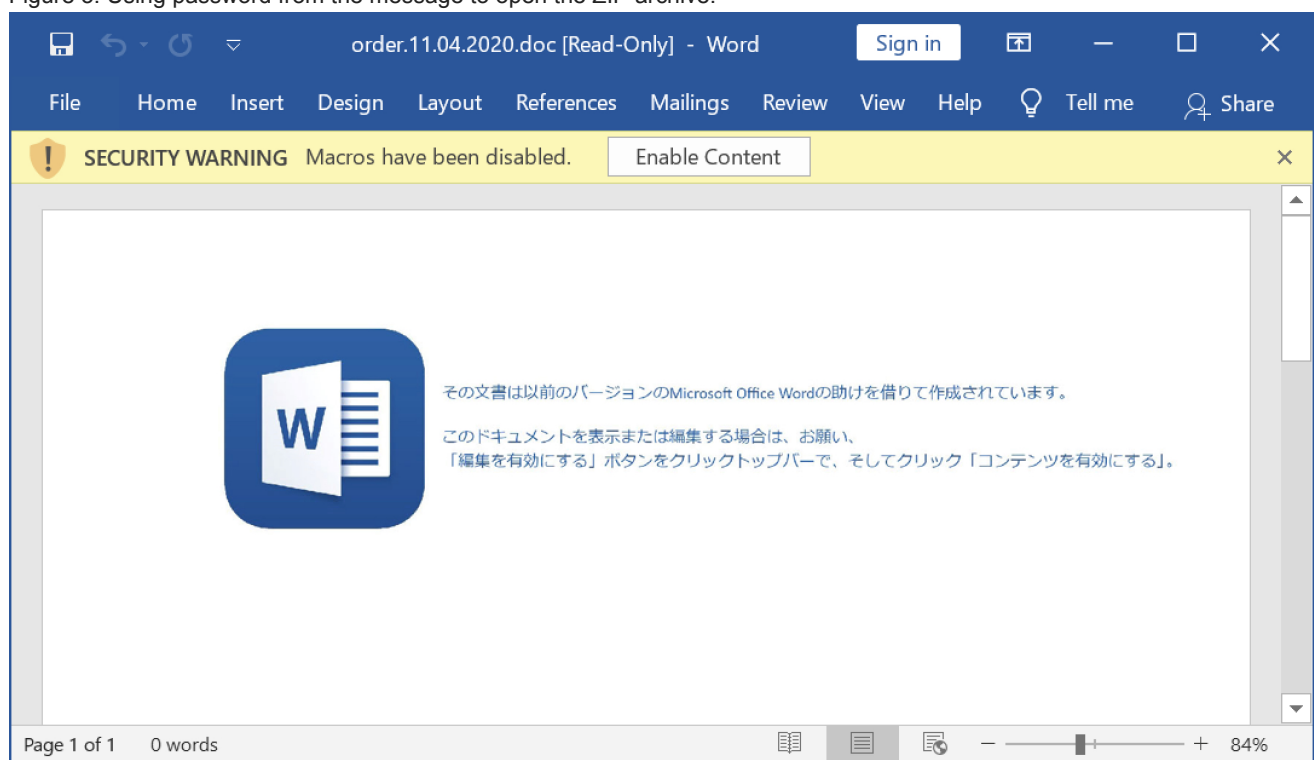 Figure 3. Using password from the message to open the ZIP archive.
order.11.04.2020.doc [Read-Only] - Word
Sign in
File Home Insert Design Layout References Mailings Review View Help Tell me Share
SECURITY WARNING Macros have been disabled. Enable Content
W
その文書は以前のバージョンのMicrosoft Office Wordの助けを借りて作成されています。
このドキュメントを表示または編集する場合は、お願い、
「編集を有効にする」ボタンをクリックトップバーで、そしてクリック「コンテンツを有効にする」。
Page 1 of 1 0 words 84%